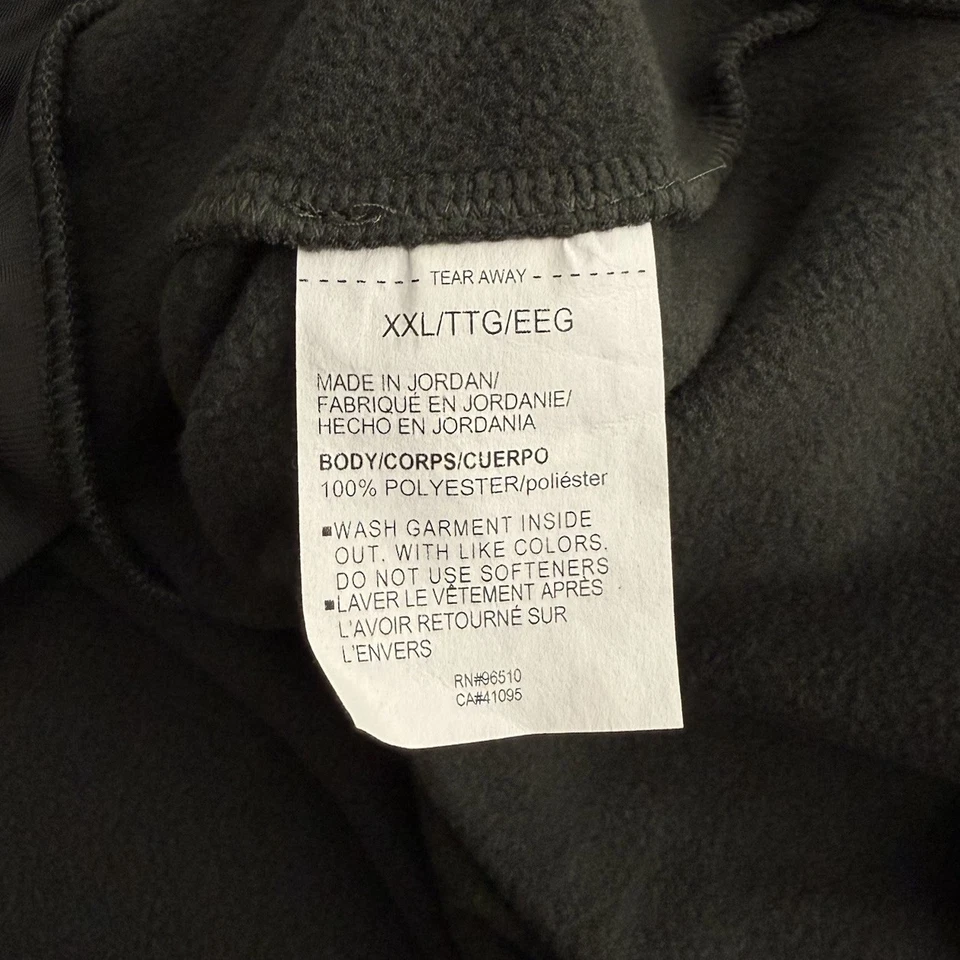 TEAR AWAY
XXL/TTG/EEG
MADE IN JORDAN/
FABRIQUÉ EN JORDANIE/
HECHO EN JORDANIA
BODY/CORPS/CUERPO
100% POLYESTER/poliéster
▪WASH GARMENT INSIDE
OUT. WITH LIKE COLORS.
DO NOT USE SOFTENERS
▪LAVER LE VÊTEMENT APRÈS
L'AVOIR RETOURNÉ SUR
L'ENVERS
RN#96510
CA#41095